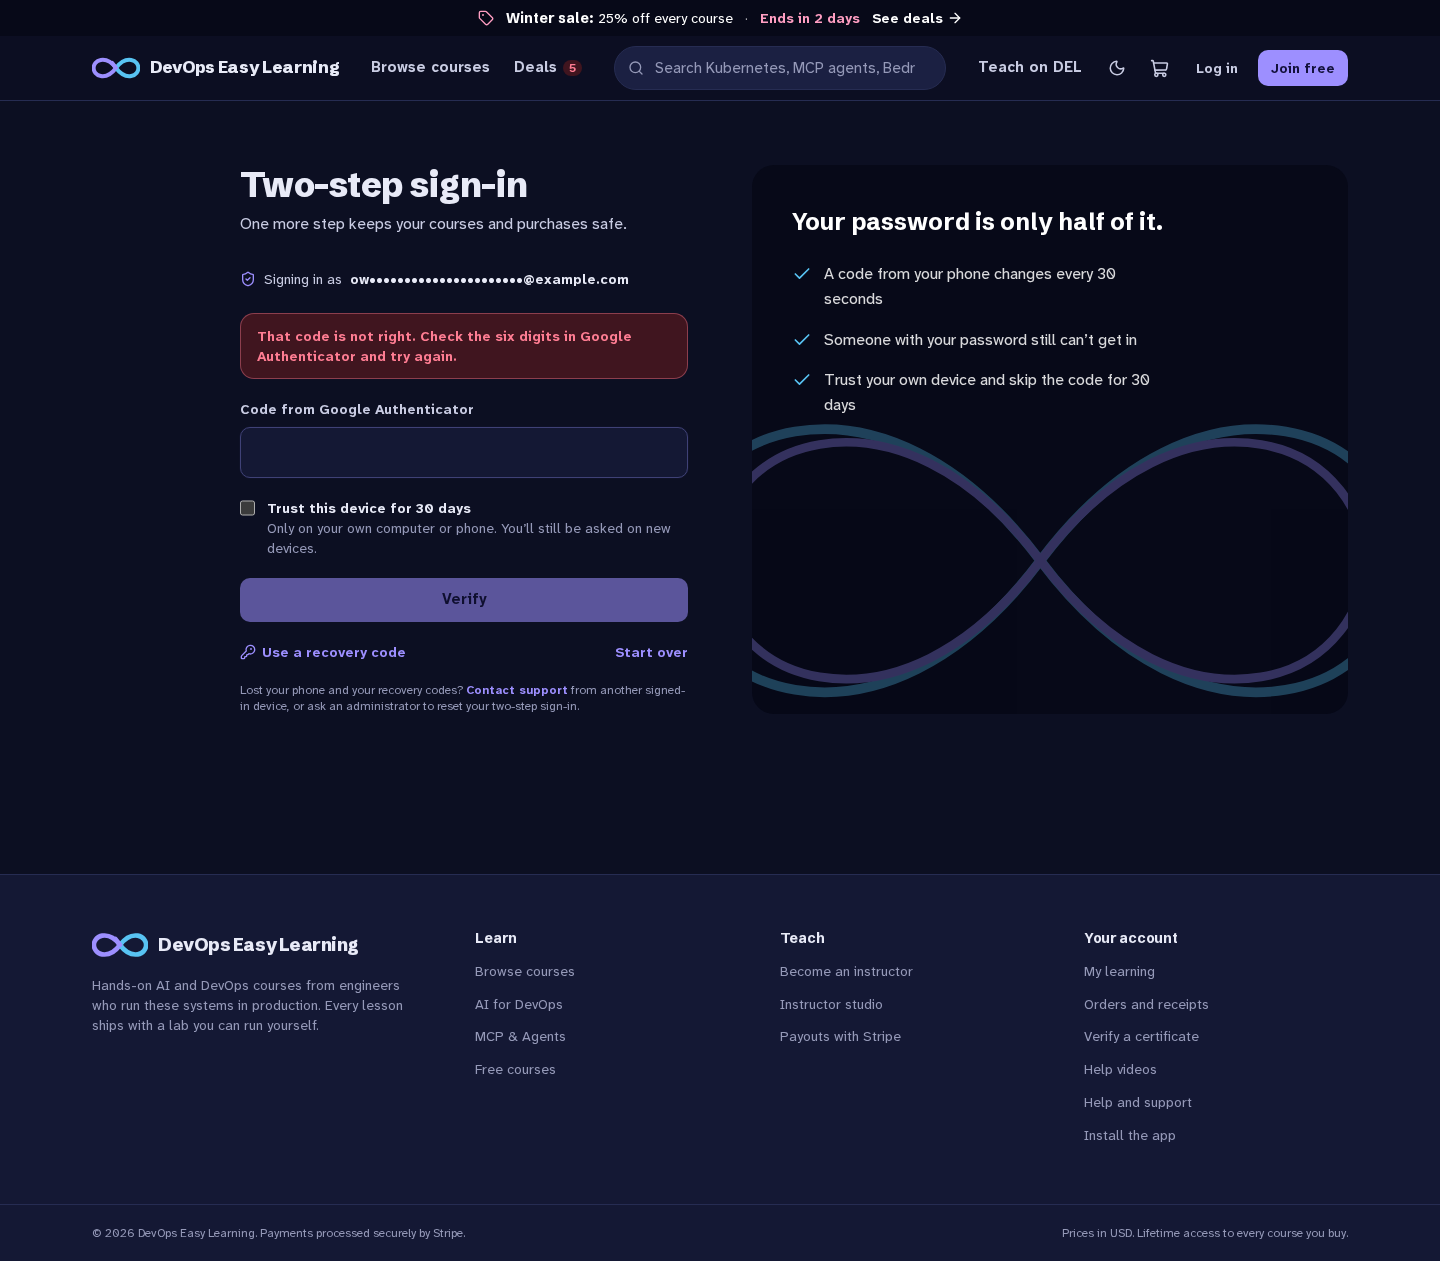 Winter sale: 25% off every course · Ends in 2 days See deals →
DevOps Easy Learning
Browse courses
Deals 5
Search Kubernetes, MCP agents, Bedr
Teach on DEL
Log in
Join free
Two-step sign-in
One more step keeps your courses and purchases safe.
Signing in as ow••••••••••••••••••••••@example.com
That code is not right. Check the six digits in Google
Authenticator and try again.
Code from Google Authenticator
Trust this device for 30 days
Only on your own computer or phone. You’ll still be asked on new
devices.
Verify
Use a recovery code
Start over
Lost your phone and your recovery codes? Contact support from another signed-
in device, or ask an administrator to reset your two-step sign-in.
Your password is only half of it.
A code from your phone changes every 30
seconds
Someone with your password still can’t get in
Trust your own device and skip the code for 30
days
DevOps Easy Learning
Hands-on AI and DevOps courses from engineers
who run these systems in production. Every lesson
ships with a lab you can run yourself.
Learn
Browse courses
AI for DevOps
MCP & Agents
Free courses
Teach
Become an instructor
Instructor studio
Payouts with Stripe
Your account
My learning
Orders and receipts
Verify a certificate
Help videos
Help and support
Install the app
© 2026 DevOps Easy Learning. Payments processed securely by Stripe.
Prices in USD. Lifetime access to every course you buy.